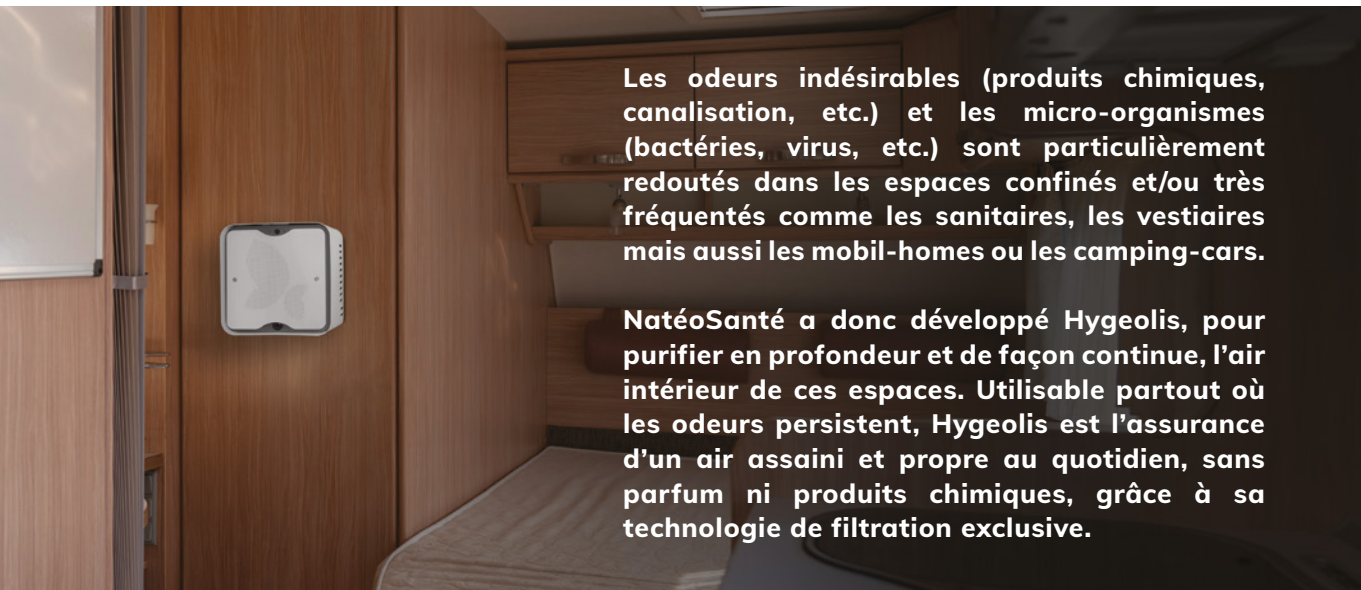 Les odeurs indésirables (produits chimiques,
canalisation, etc.) et les micro-organismes
(bactéries, virus, etc.) sont particulièrement
redoutés dans les espaces confinés et/ou très
fréquentés comme les sanitaires, les vestiaires
mais aussi les mobil-homes ou les camping-cars.
NatéoSanté a donc développé Hygeolis, pour
purifier en profondeur et de façon continue, l’air
intérieur de ces espaces. Utilisable partout où
les odeurs persistent, Hygeolis est l’assurance
d’un air assaini et propre au quotidien, sans
parfum ni produits chimiques, grâce à sa
technologie de filtration exclusive.